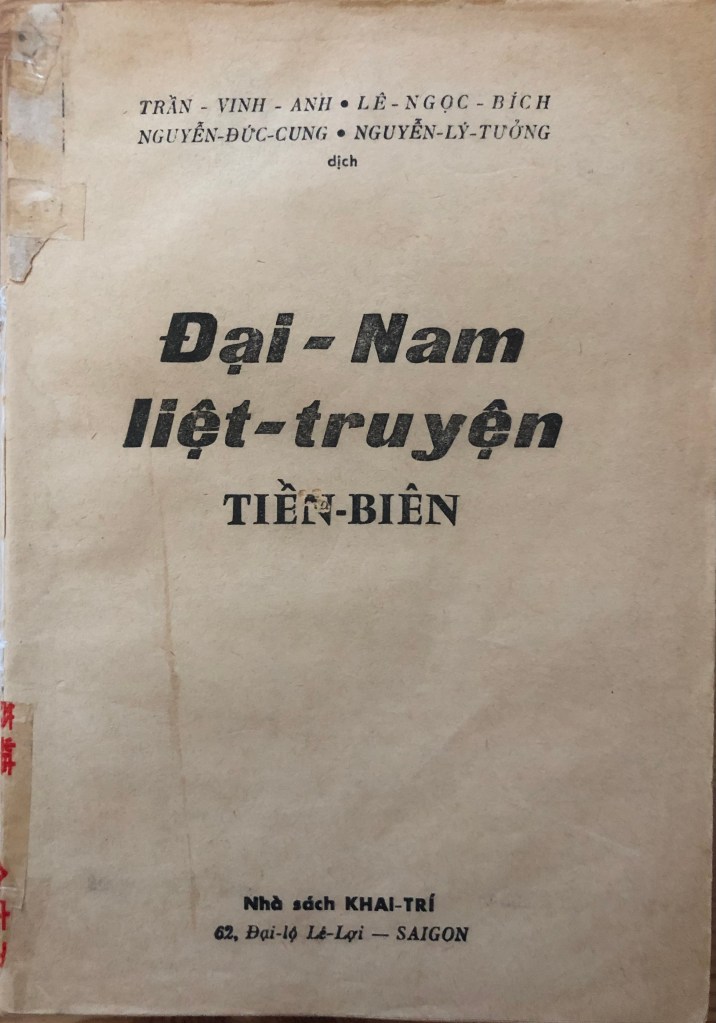 TRẦN - VINH - ANH • LÊ - NGỌC - BÍCH
NGUYỄN-ĐỨC-CUNG • NGUYỄN-LÝ-TƯỞNG
dịch
Đại - Nam
liệt-truyện
TIỀN-BIÊN
Nhà sách KHAI-TRÍ
62, Đại-lộ Lê-Lợi — SAIGON